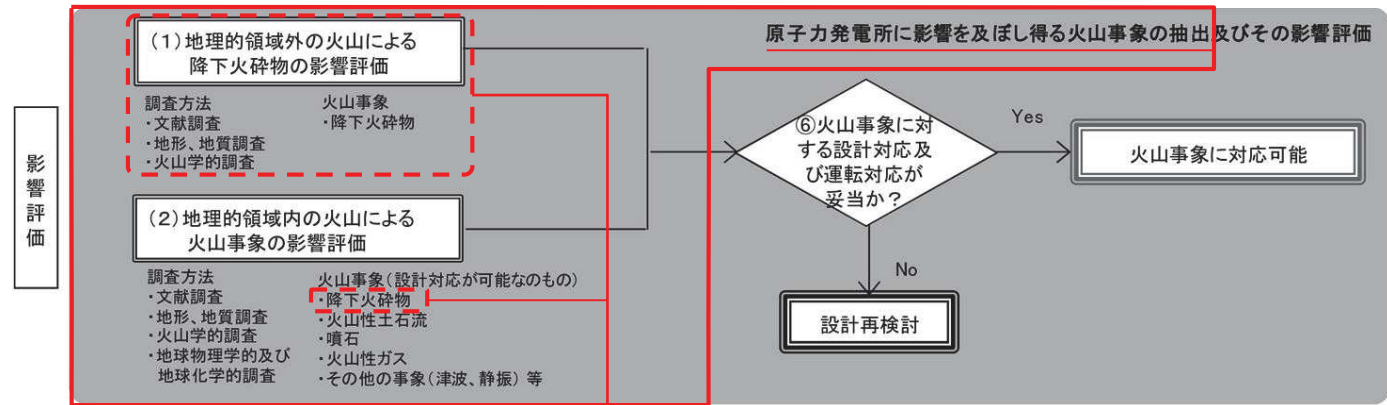 原子力発電所に影響を及ぼし得る火山事象の抽出及びその影響評価
影響評価
(1)地理的領域外の火山による
降下火砕物の影響評価
調査方法
・文献調査
・地形、地質調査
・火山学的調査
火山事象
・降下火砕物
(2)地理的領域内の火山による
火山事象の影響評価
調査方法
・文献調査
・地形、地質調査
・火山学的調査
・地球物理学的及び
地球化学的調査
火山事象(設計対応が可能なのもの)
・降下火砕物
・火山性土石流
・噴石
・火山性ガス
・その他の事象(津波、静振) 等
⑥火山事象に対
する設計対応及
び運転対応が
妥当か？
Yes
火山事象に対応可能
No
設計再検討